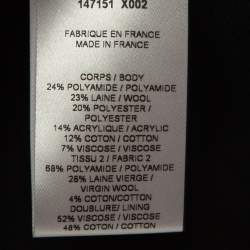 147151 X002
FABRIQUE EN FRANCE
MADE IN FRANCE
CORPS / BODY
24% POLYAMIDE / POLYAMIDE
23% LAINE / WOOL
20% POLYESTER /
POLYESTER
14% ACRYLIQUE / ACRYLIC
12% COTON / COTTON
7% VISCOSE / VISCOSE
TISSU 2 / FABRIC 2
68% POLYAMIDE / POLYAMIDE
28% LAINE VIERGE /
VIRGIN WOOL
4% COTON/COTTON
DOUBLURE/ LINING
52% VISCOSE / VISCOSE
48% COTON / COTTON